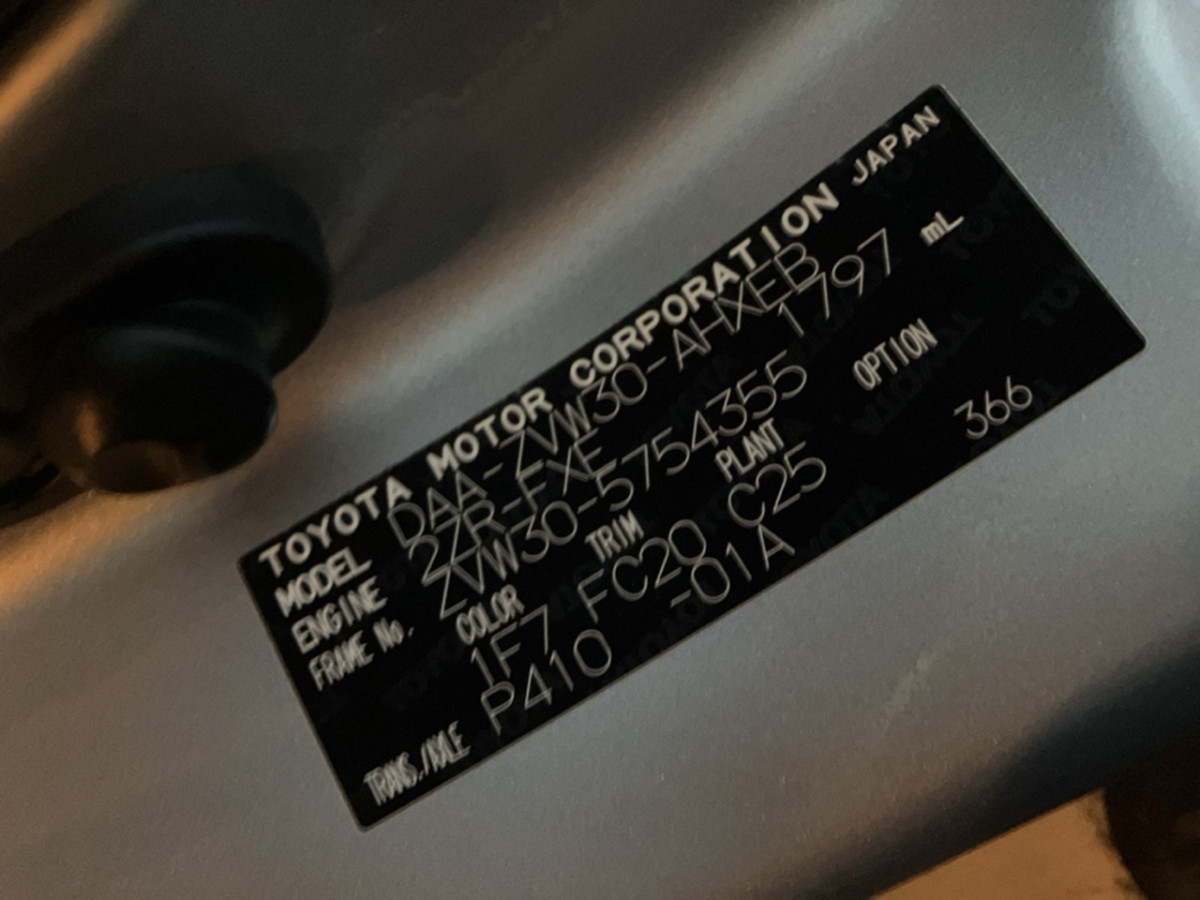 TOYOTA MOTOR CORPORATION JAPAN
MODEL DAA-ZVW30-AHXEB
ENGINE 2ZR-FXE 1797 mL
FRAME No. ZVW30-5754355
COLOR TRIM PLANT OPTION
1F7 FC20 C25 366
TRANS./AXLE P410 -01A